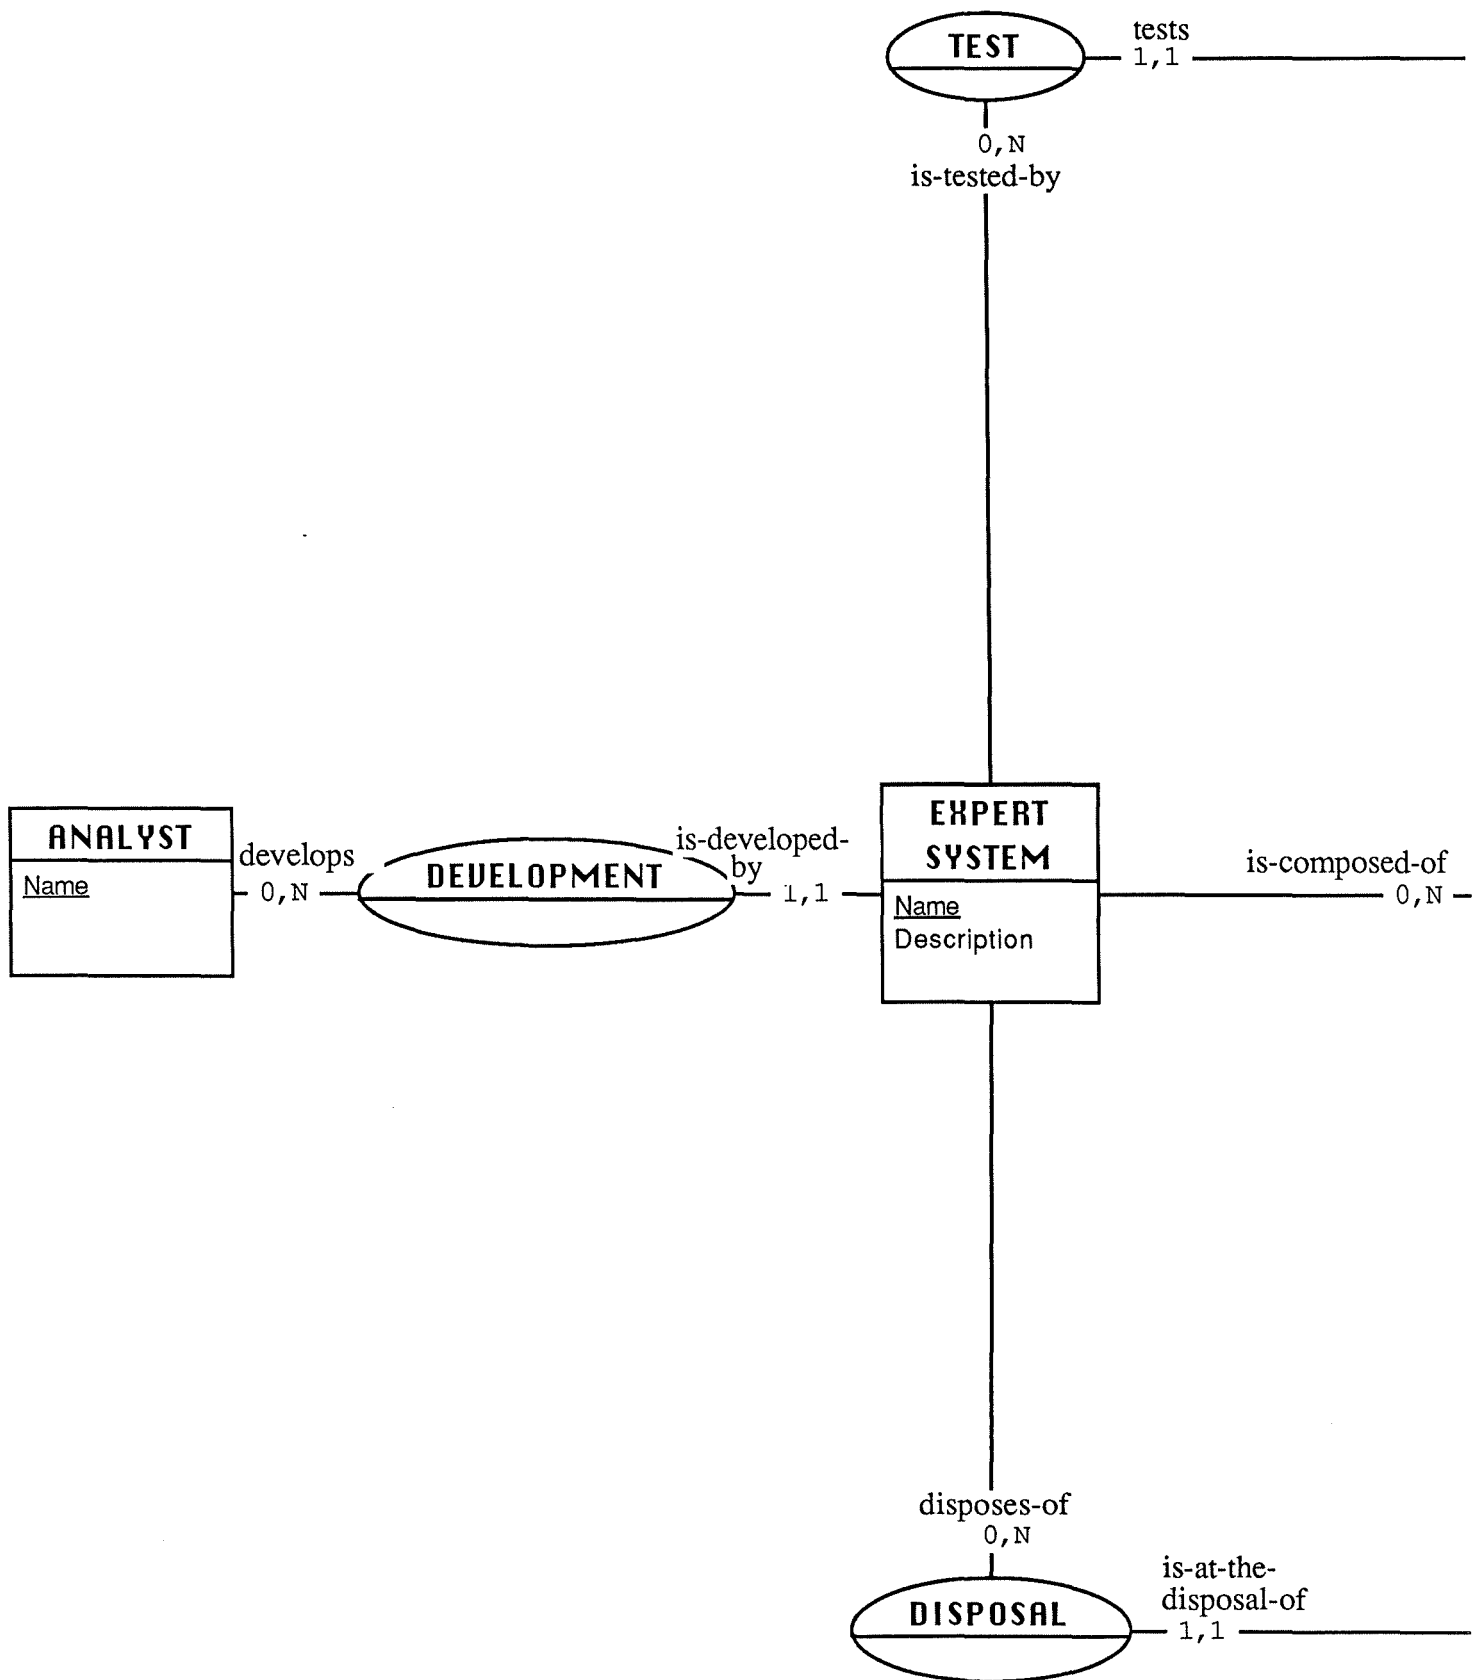 TEST
tests
1,1
0,N
is-tested-by
ANALYST
Name
develops
0,N
DEVELOPMENT
is-developed-
by
1,1
EXPERT
SYSTEM
Name
Description
is-composed-of
0,N
disposes-of
0,N
DISPOSAL
is-at-the-
disposal-of
1,1